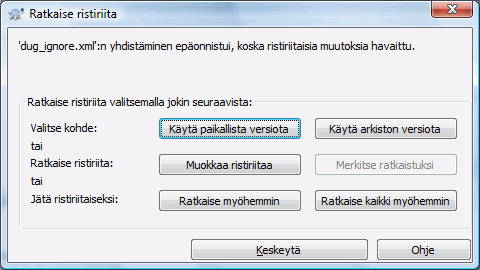 Ratkaise ristiriita
'dug_ignore.xml':n yhdistäminen epäonnistui, koska ristiriitaisia muutoksia havaittu.
Ratkaise ristiriita valitsemalla jokin seuraavista:
Valitse kohde: Käytä paikallista versiota Käytä arkiston versiota
tai
Ratkaise ristiriita: Muokkaa ristiriitaa Merkitse ratkaistuksi
tai
Jätä ristiriitaiseksi: Ratkaise myöhemmin Ratkaise kaikki myöhemmin
Keskeytä Ohje